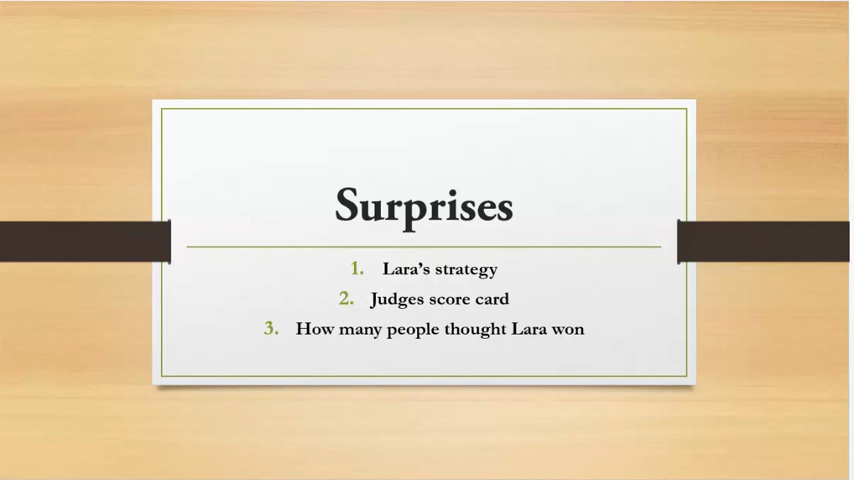 Surprises
1. Lara’s strategy
2. Judges score card
3. How many people thought Lara won